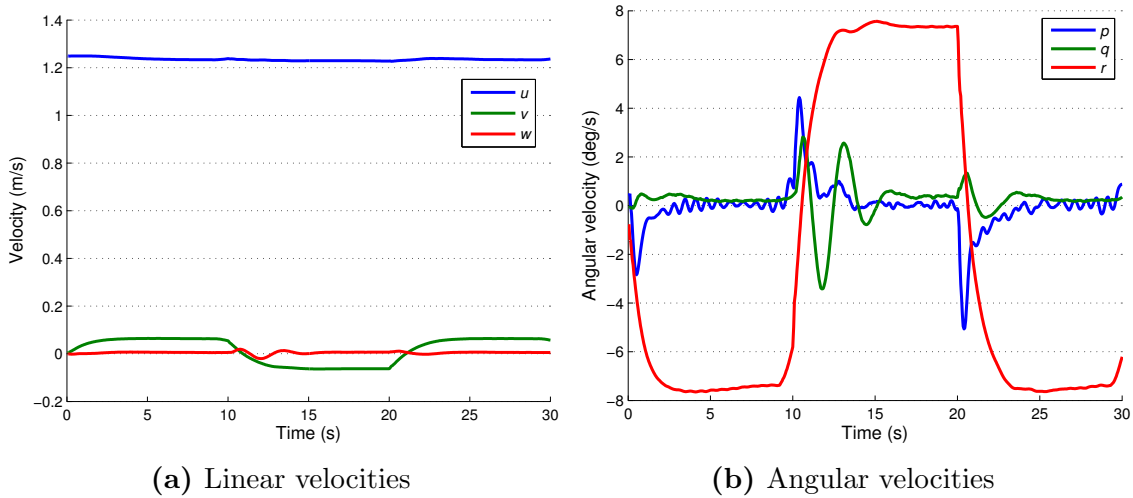 1.4
1.2
1
0.8
0.6
0.4
0.2
0
−0.2
0 5 10 15 20 25 30
Velocity (m/s)
Time (s)
u
v
w
(a) Linear velocities
8
6
4
2
0
−2
−4
−6
−8
0 5 10 15 20 25 30
Angular velocity (deg/s)
Time (s)
p
q
r
(b) Angular velocities